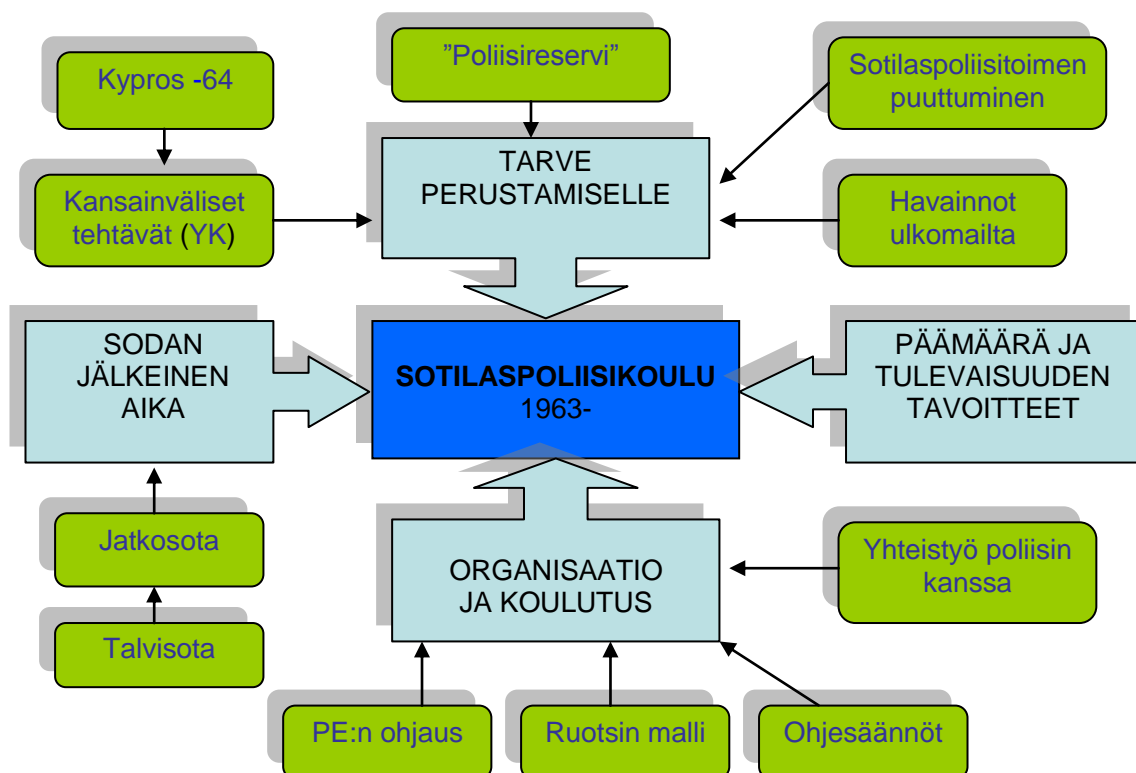 Kypros -64
”Poliisireservi”
Sotilaspoliisitoimen
puuttuminen
TARVE
PERUSTAMISELLE
Kansainväliset
tehtävät (YK)
Havainnot
ulkomailta
SODAN
JÄLKEINEN
AIKA
SOTILASPOLIISIKOULU
1963-
PÄÄMÄÄRÄ JA
TULEVAISUUDEN
TAVOITTEET
Jatkosota
Talvisota
ORGANISAATIO
JA KOULUTUS
Yhteistyö poliisin
kanssa
PE:n ohjaus
Ruotsin malli
Ohjesäännöt